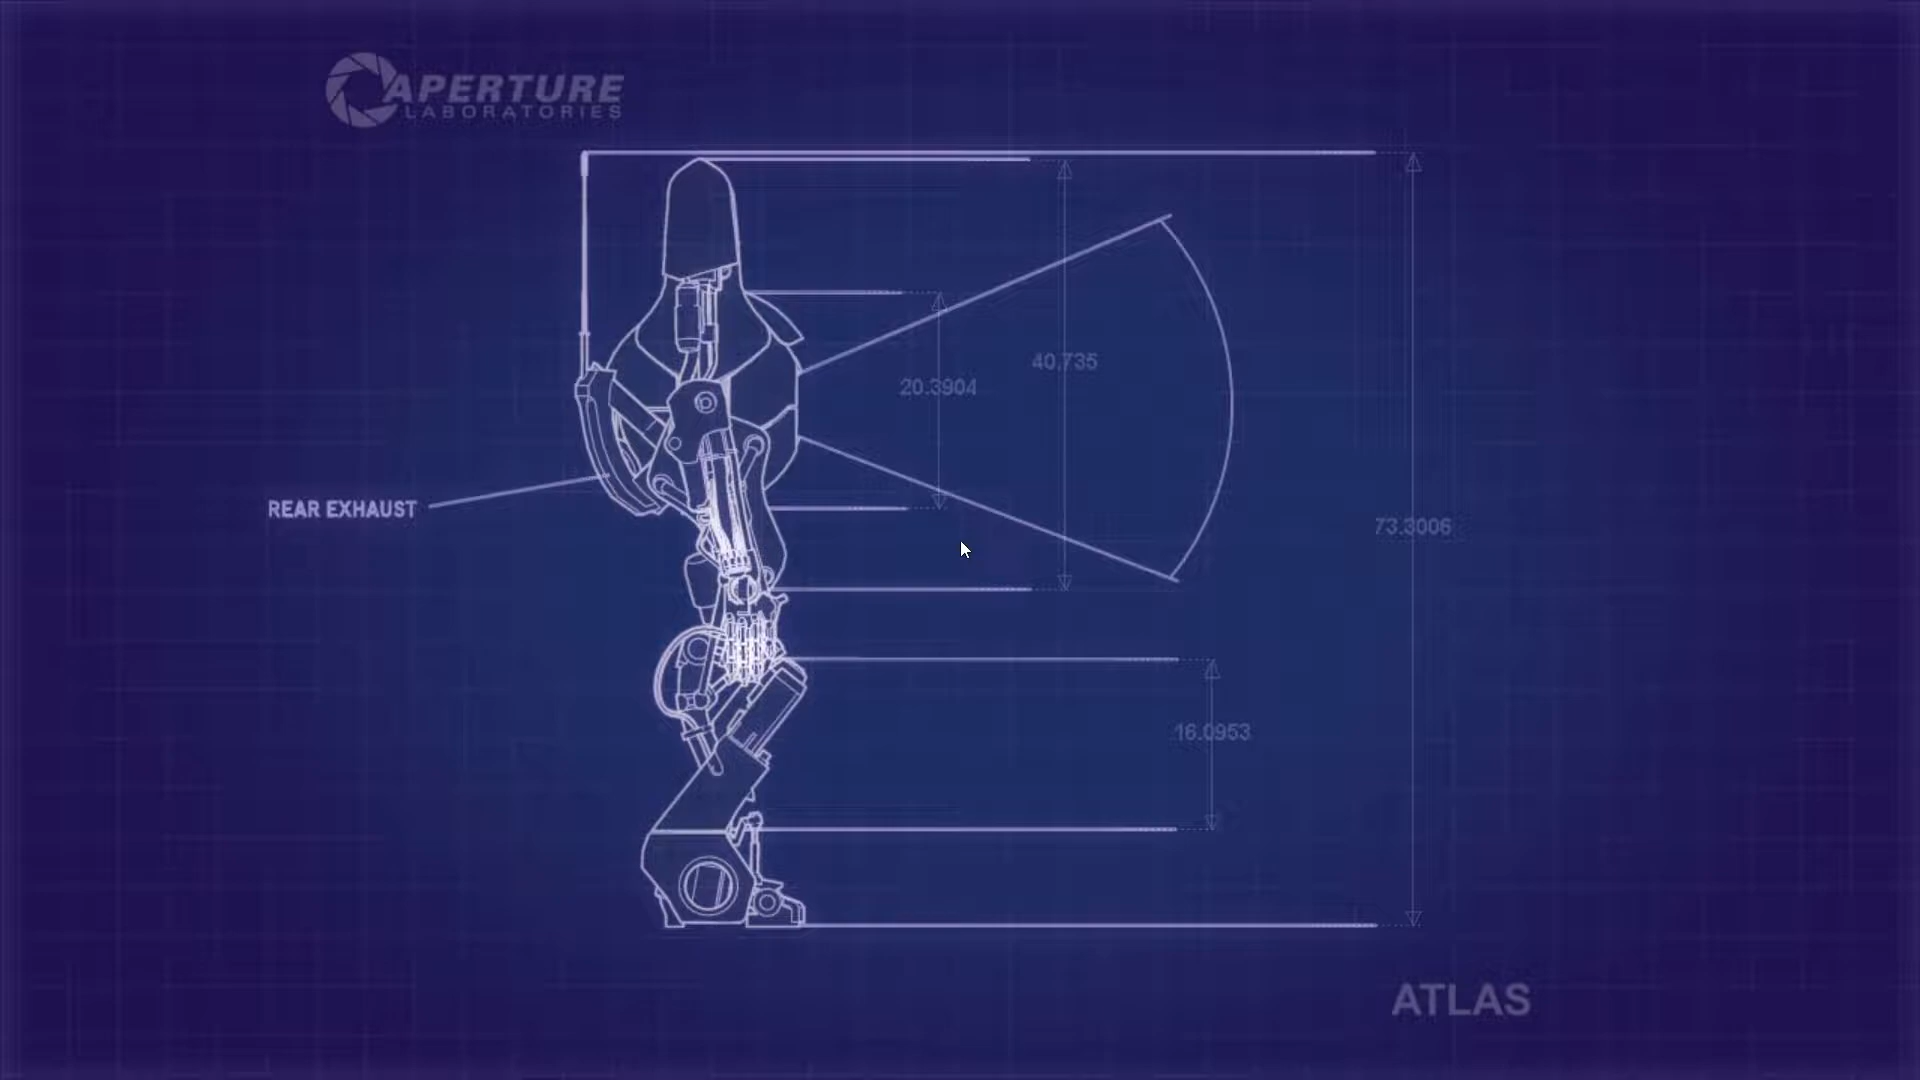 APERTURE
LABORATORIES
40.735
20.3904
REAR EXHAUST
73.3006
16.0953
ATLAS